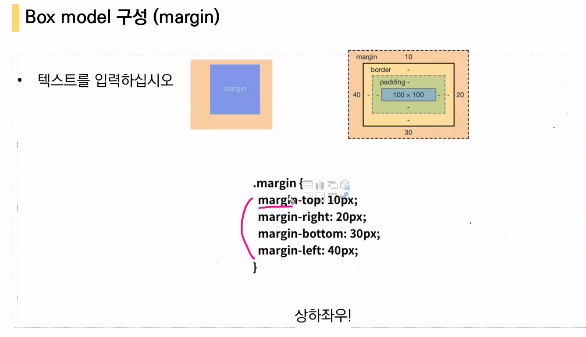 Box model 구성 (margin)
• 텍스트를 입력하십시오
margin
margin 10
border -
padding -
40 - - 100 × 100 - - 20
-
-
30
.margin {
margin-top: 10px;
margin-right: 20px;
margin-bottom: 30px;
margin-left: 40px;
}
상하좌우!